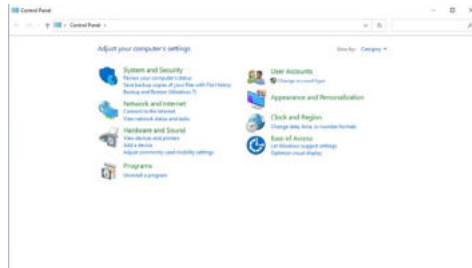 Control Panel
Control Panel
Adjust your computer's settings
View by: Category
System and Security
Review your computer's status
Save backup copies of your files with File History
Backup and Restore (Windows 7)
Network and Internet
Connect to the Internet
View network status and tasks
Hardware and Sound
View devices and printers
Add a device
Adjust commonly used mobility settings
Programs
Uninstall a program
User Accounts
Change account type
Appearance and Personalization
Clock and Region
Change date, time, or number formats
Ease of Access
Let Windows suggest settings
Optimize visual display